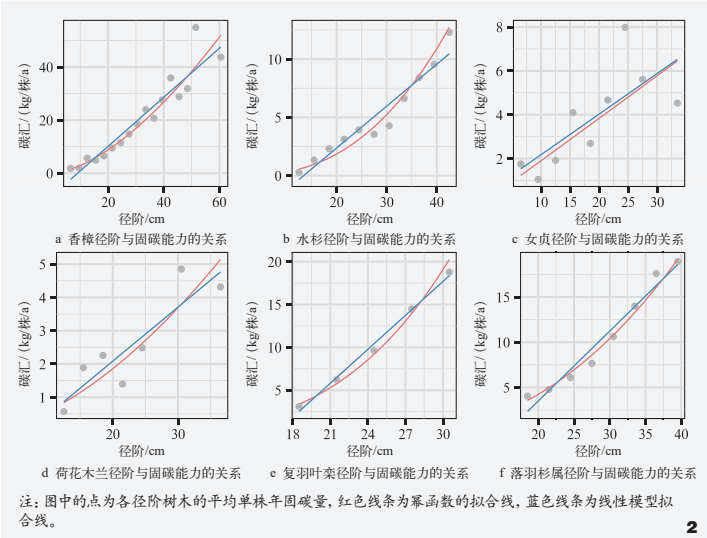 碳汇/(kg/株/a)
40
20
0
20
40
60
径阶/cm
a 香樟径阶与固碳能力的关系
碳汇/(kg/株/a)
10
5
0
20
30
40
径阶/cm
b 水杉径阶与固碳能力的关系
碳汇/(kg/株/a)
8
6
4
2
10
15
20
25
30
径阶/cm
c 女贞径阶与固碳能力的关系
碳汇/(kg/株/a)
5
4
3
2
1
20
30
径阶/cm
d 荷花木兰径阶与固碳能力的关系
碳汇/(kg/株/a)
20
15
10
5
18
21
24
27
30
径阶/cm
e 复羽叶栾径阶与固碳能力的关系
碳汇/(kg/株/a)
15
10
5
20
25
30
35
40
径阶/cm
f 落羽杉属径阶与固碳能力的关系
注：图中的点为各径阶树木的平均单株年固碳量，红色线条为幂函数的拟合线，蓝色线条为线性模型拟
合线。
2